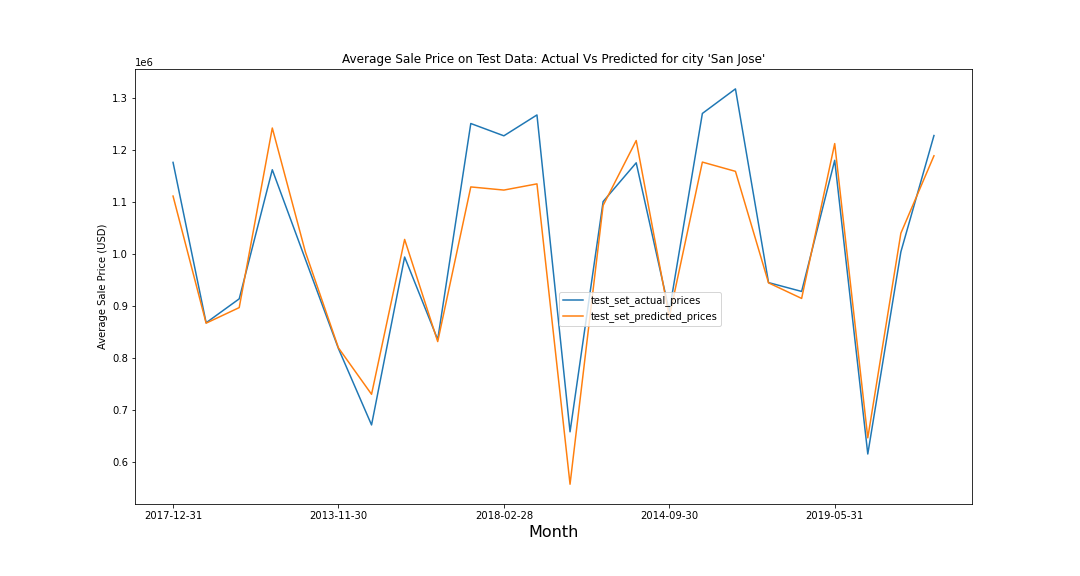 Average Sale Price on Test Data: Actual Vs Predicted for city 'San Jose'
1e6
1.3
1.2
1.1
1.0
0.9
0.8
0.7
0.6
Average Sale Price (USD)
test_set_actual_prices
test_set_predicted_prices
2017-12-31 2013-11-30 2018-02-28 2014-09-30 2019-05-31
Month